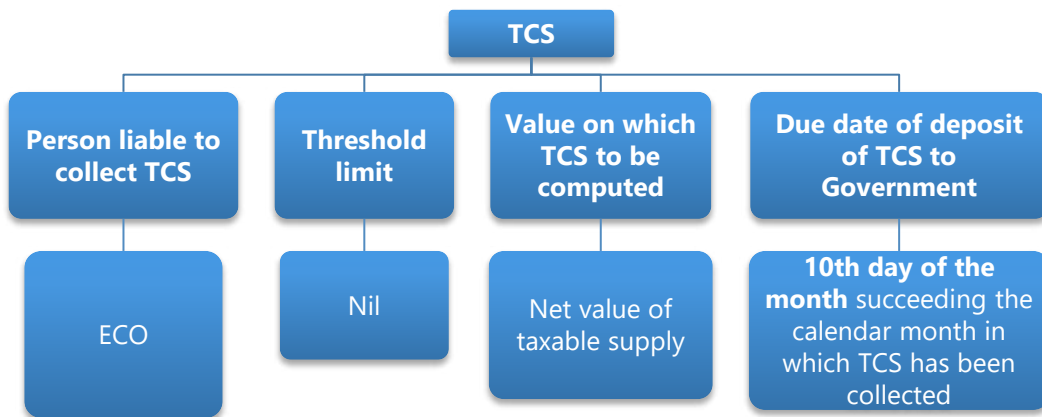 TCS
Person liable to
collect TCS
Threshold
limit
Value on which
TCS to be
computed
Due date of deposit
of TCS to
Government
ECO
Nil
Net value of
taxable supply
10th day of the
month succeeding the
calendar month in
which TCS has been
collected